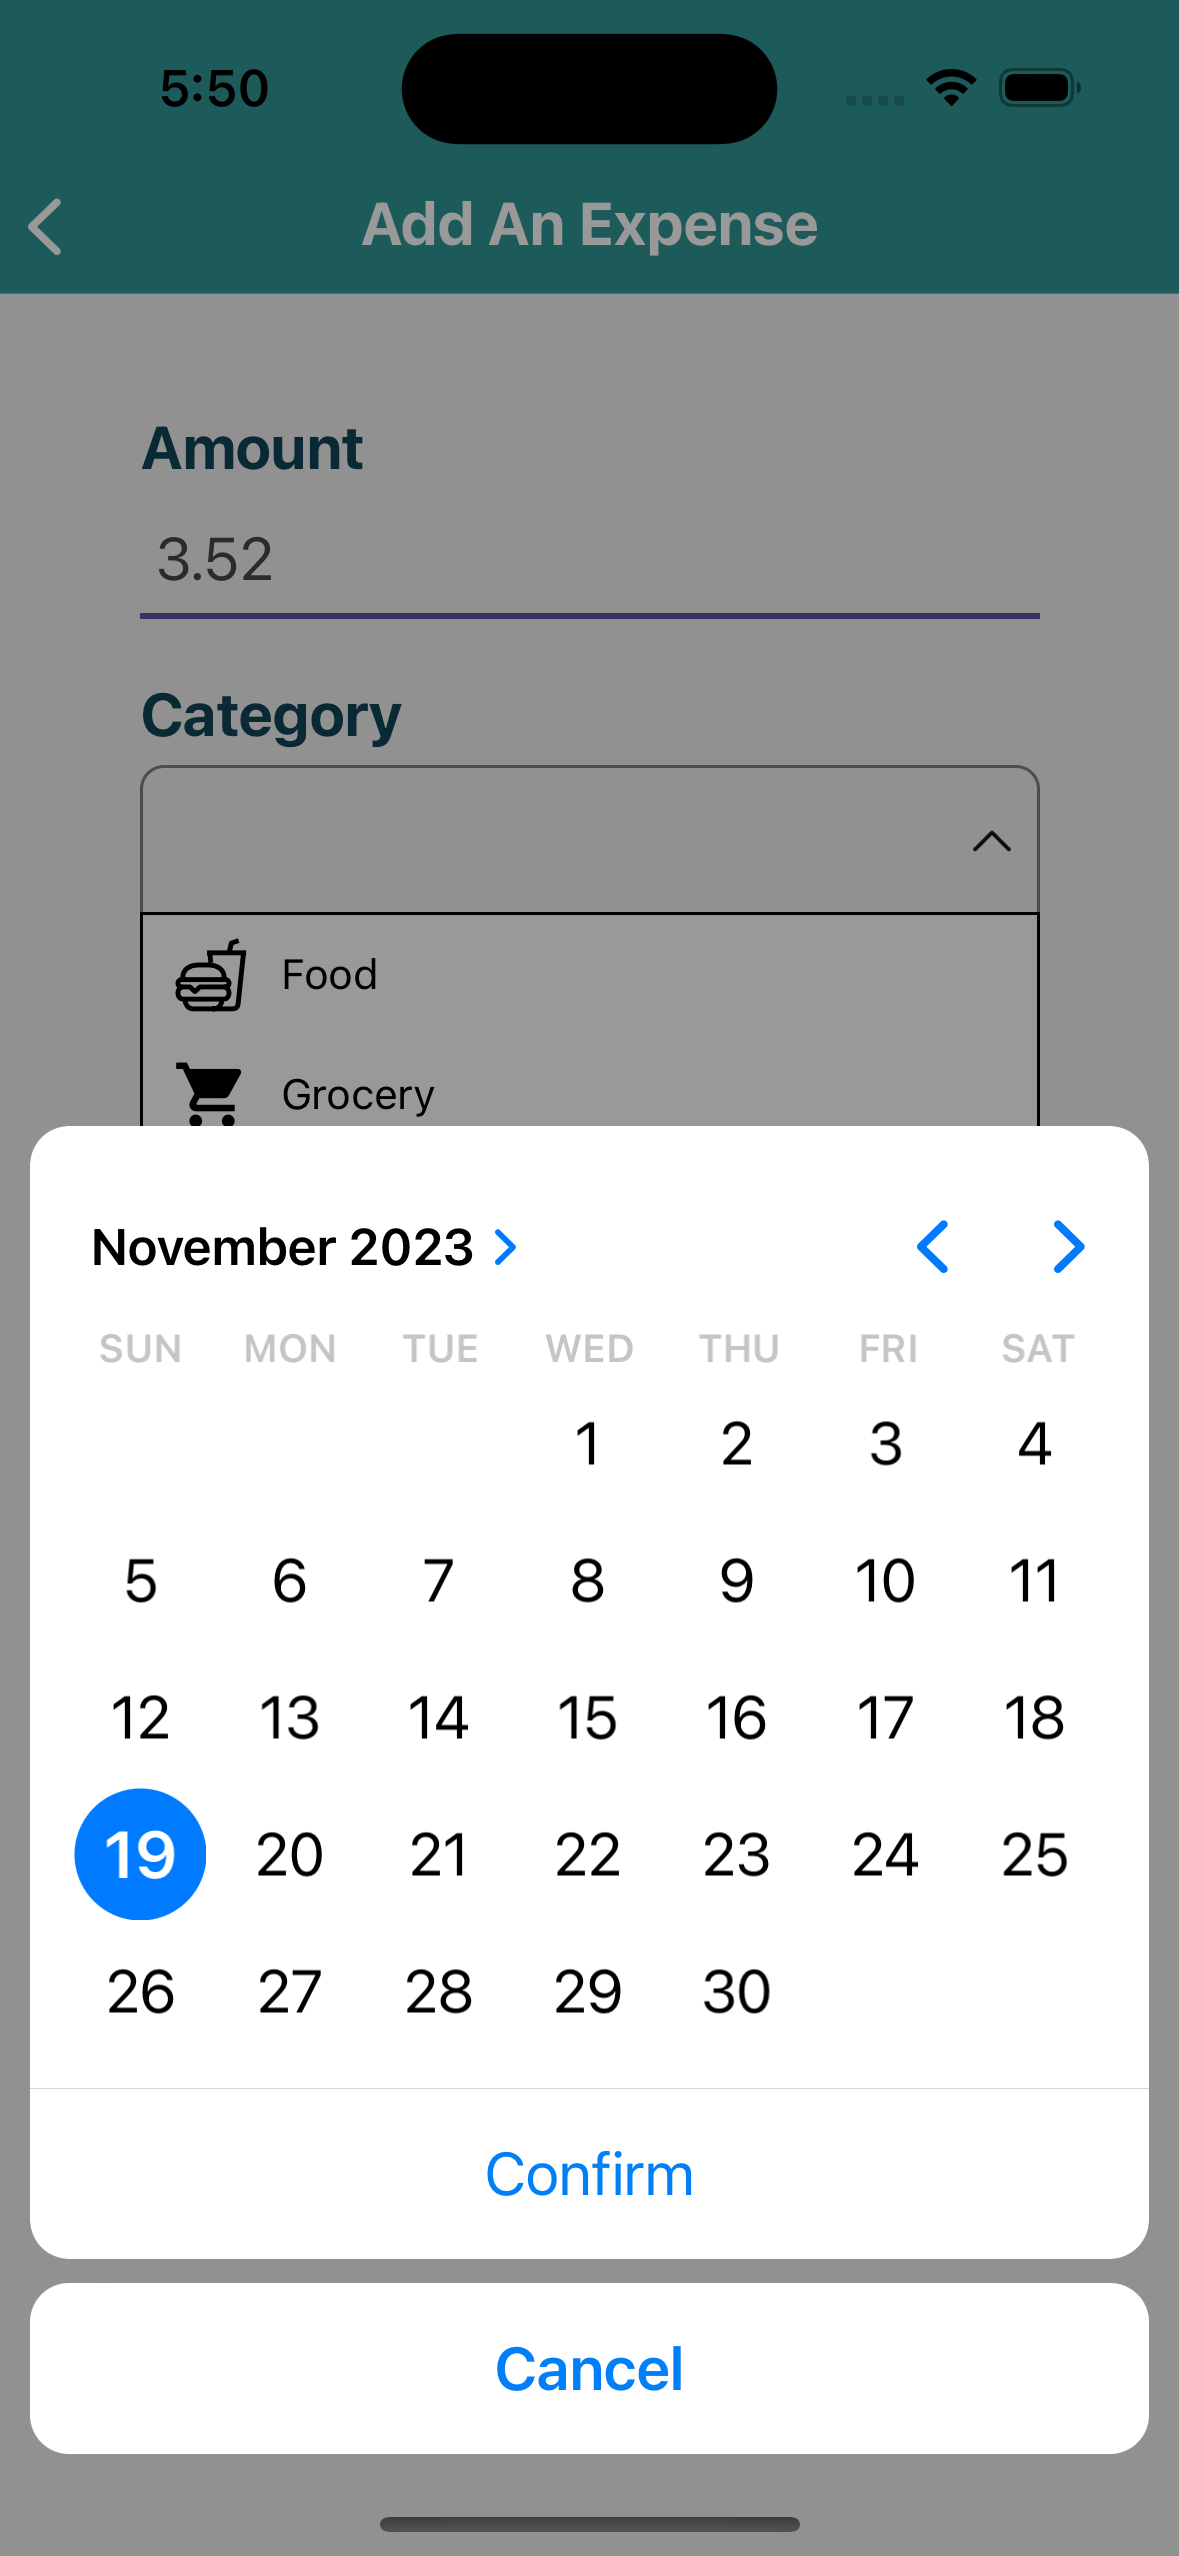 5:50
Add An Expense
Amount
3.52
Category
Food
Grocery
November 2023
SUN MON TUE WED THU FRI SAT
1 2 3 4
5 6 7 8 9 10 11
12 13 14 15 16 17 18
19 20 21 22 23 24 25
26 27 28 29 30
Confirm
Cancel